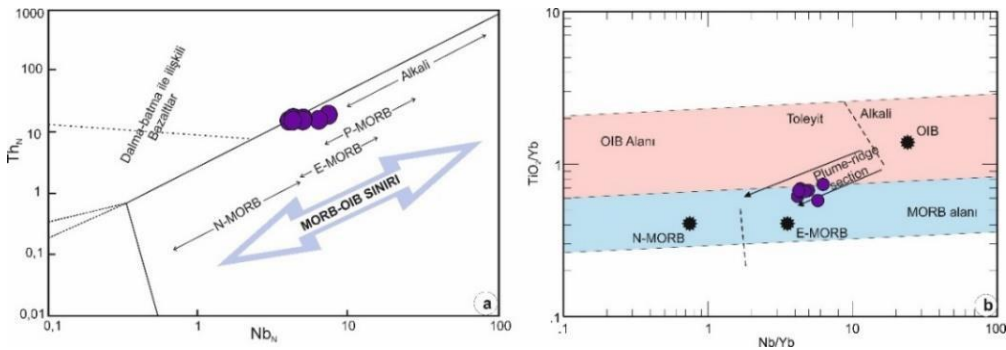 1000
100
10
1
0,1
0,01
Th_N
0,1
1
10
100
Nb_N
Dalma-batma ile ilişkili
Bazaltlar
Alkali
P-MORB
E-MORB
N-MORB
MORB-OIB SINIRI
a
10
1
.1
TiO₂/Yb
.1
1
10
100
Nb/Yb
OIB Alanı
Toleyit
Alkali
OIB
Plume-ridge
section
MORB alanı
N-MORB
E-MORB
b